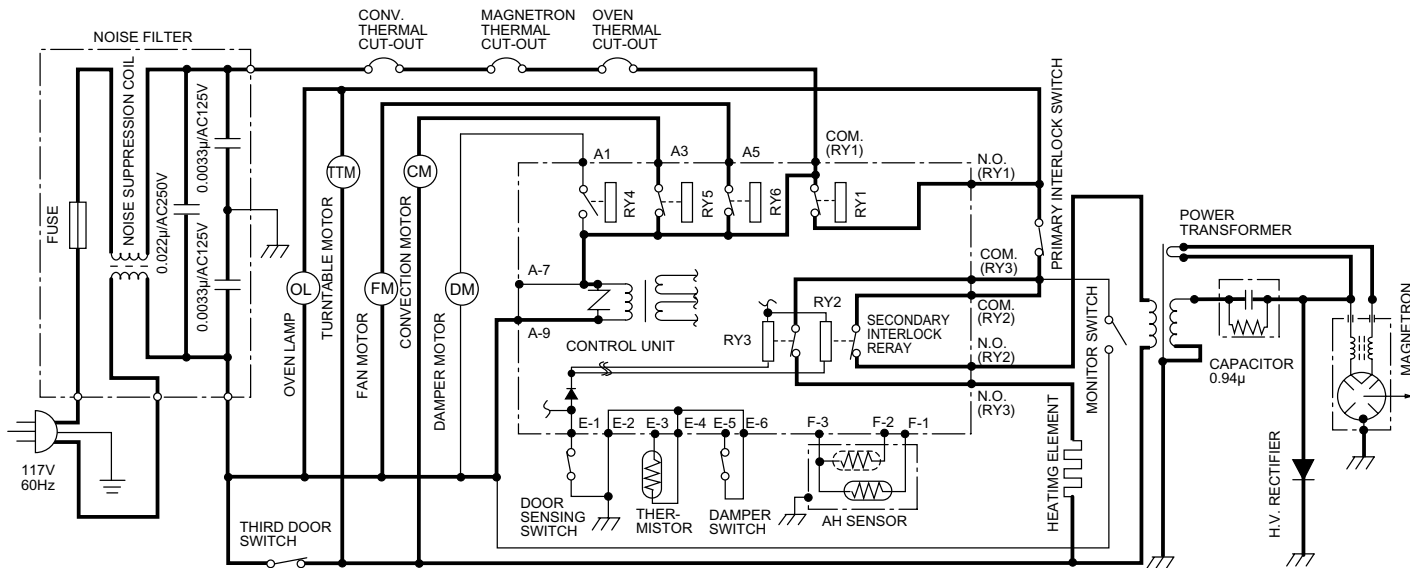 NOISE FILTER
CONV.
THERMAL
CUT-OUT
MAGNETRON
THERMAL
CUT-OUT
OVEN
THERMAL
CUT-OUT
FUSE
NOISE SUPPRESSION COIL
0.022μ/AC250V
0.0033μ/AC125V
0.0033μ/AC125V
117V
60Hz
OL
OVEN LAMP
TTM
TURNTABLE MOTOR
FM
FAN MOTOR
CM
CONVECTION MOTOR
DM
DAMPER MOTOR
THIRD DOOR
SWITCH
A1
A3
A5
COM.
(RY1)
N.O.
(RY1)
RY4
RY5
RY6
RY1
PRIMARY INTERLOCK SWITCH
A-7
A-9
CONTROL UNIT
COM.
(RY3)
COM.
(RY2)
RY2
RY3
SECONDARY
INTERLOCK
RERAY
N.O.
(RY2)
N.O.
(RY3)
MONITOR SWITCH
E-1
E-2
E-3
E-4
E-5
E-6
F-3
F-2
F-1
DOOR
SENSING
SWITCH
THER-
MISTOR
DAMPER
SWITCH
AH SENSOR
HEATIMG ELEMENT
POWER
TRANSFORMER
CAPACITOR
0.94μ
H.V. RECTIFIER
MAGNETRON